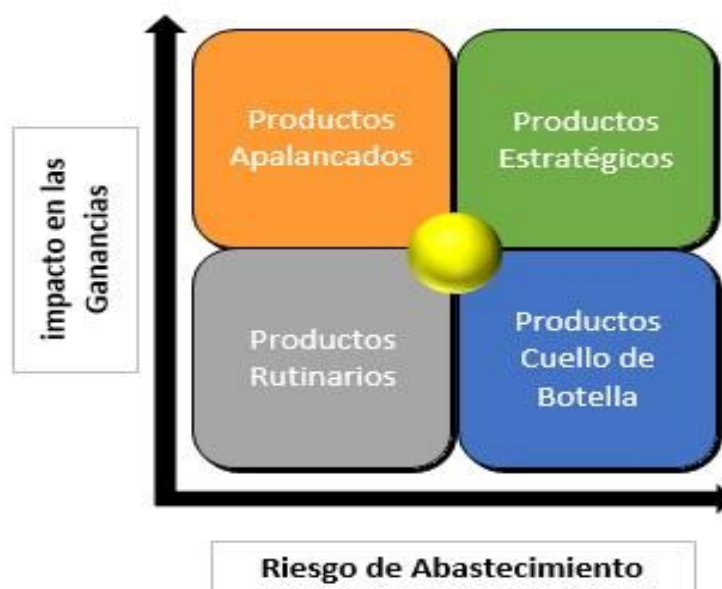 impacto en las
Ganancias
Productos
Apalancados
Productos
Estratégicos
Productos
Rutinarios
Productos
Cuello de
Botella
Riesgo de Abastecimiento